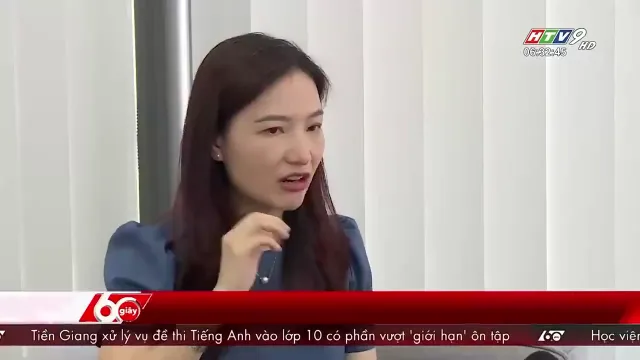 HTV9 HD
06:32:45
60 giây
Tiền Giang xử lý vụ đề thi Tiếng Anh vào lớp 10 có phần vượt 'giới hạn' ôn tập 60 Học viện